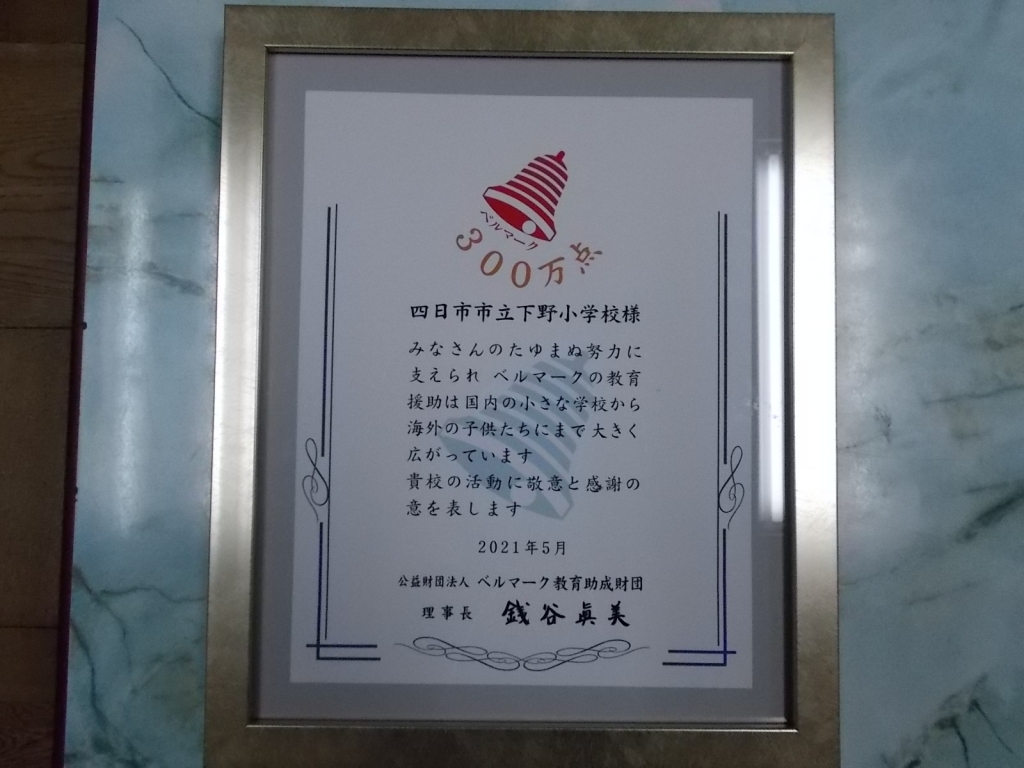 ベルマーク
300万点
四日市市立下野小学校様
みなさんのたゆまぬ努力に
支えられ ベルマークの教育
援助は国内の小さな学校から
海外の子供たちにまで大きく
広がっています
貴校の活動に敬意と感謝の
意を表します
2021年5月
公益財団法人 ベルマーク教育助成財団
理事長 銭谷眞美